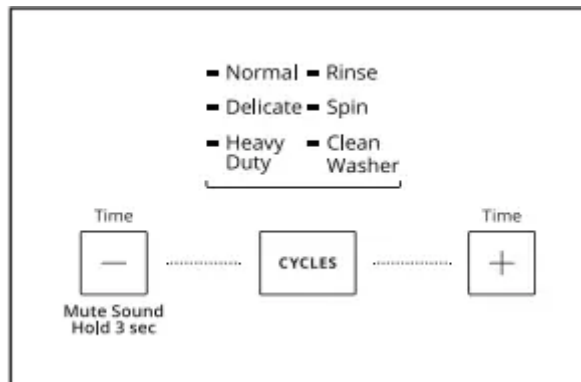 Normal Rinse
Delicate Spin
Heavy Duty Clean Washer
Time Time
− CYCLES +
Mute Sound
Hold 3 sec